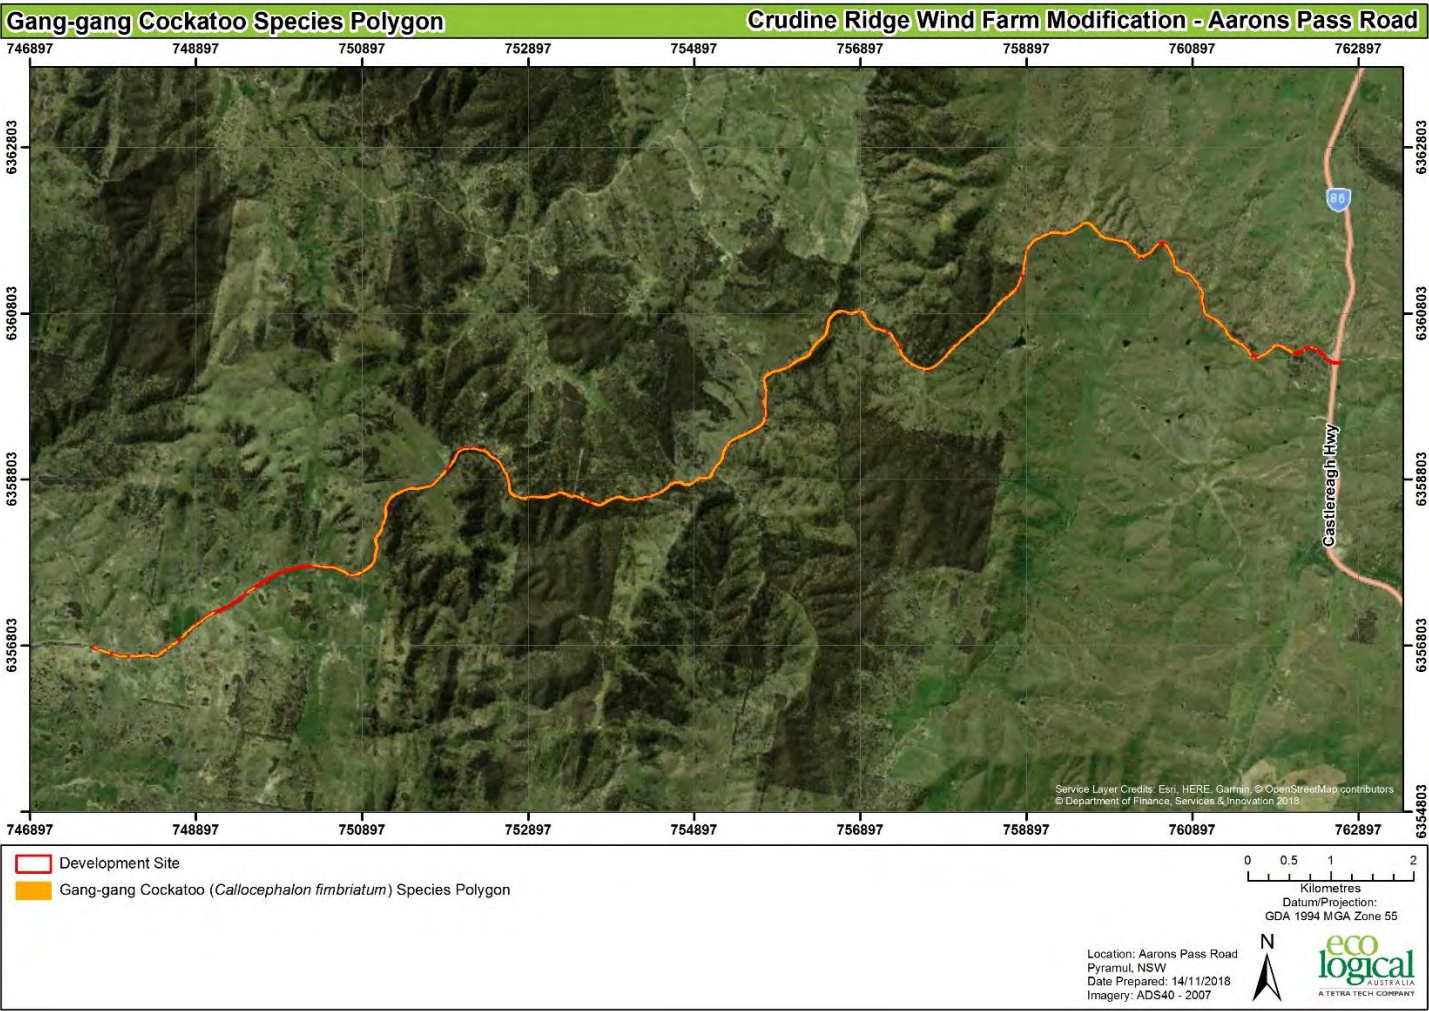 Gang-gang Cockatoo Species Polygon
Crudine Ridge Wind Farm Modification - Aarons Pass Road
746897 748897 750897 752897 754897 756897 758897 760897 762897
6362803 6362803
86
6360803 6360803
Castlereagh Hwy
6358803 6358803
6356803 6356803
Service Layer Credits: Esri, HERE, Garmin, © OpenStreetMap contributors
© Department of Finance, Services & Innovation 2018
6354803
746897 748897 750897 752897 754897 756897 758897 760897 762897
Development Site
Gang-gang Cockatoo (Callocephalon fimbriatum) Species Polygon
0 0.5 1 2
Kilometres
Datum/Projection:
GDA 1994 MGA Zone 55
Location: Aarons Pass Road
Pyramul, NSW
Date Prepared: 14/11/2018
Imagery: ADS40 - 2007
N
eco
logical
AUSTRALIA
A TETRA TECH COMPANY